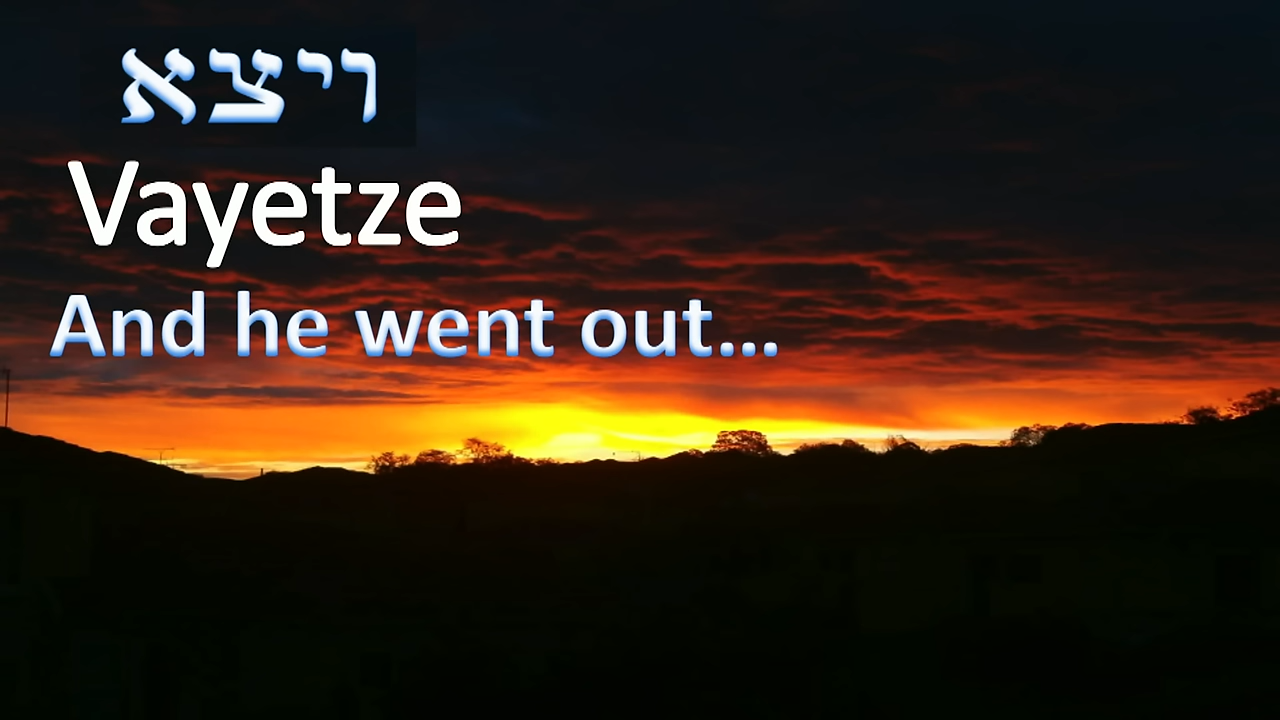 ויצא
Vayetze
And he went out...